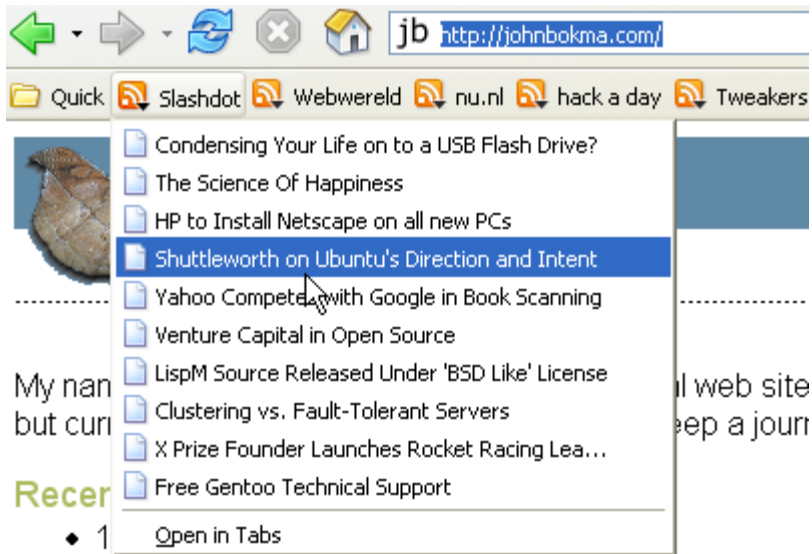 jb http://johnbokma.com/
Quick Slashdot Webwereld nu.nl hack a day Tweakers
Condensing Your Life on to a USB Flash Drive?
The Science Of Happiness
HP to Install Netscape on all new PCs
Shuttleworth on Ubuntu's Direction and Intent
Yahoo Competes with Google in Book Scanning
Venture Capital in Open Source
LispM Source Released Under 'BSD Like' License
Clustering vs. Fault-Tolerant Servers
X Prize Founder Launches Rocket Racing Lea...
Free Gentoo Technical Support
Open in Tabs
My nan l web site
but curr eep a jour
Recer
• 1